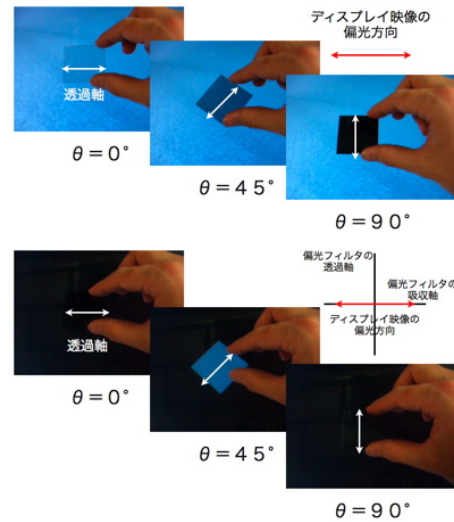 ディスプレイ映像の
偏光方向
透過軸
θ＝0°
θ＝４５°
θ＝９０°
偏光フィルタの
透過軸
偏光フィルタの
吸収軸
ディスプレイ映像の
偏光方向
透過軸
θ＝0°
θ＝４５°
θ＝９０°